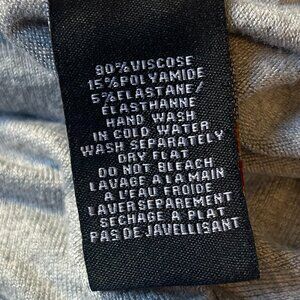 80%VISCOSE
15%POLYAMIDE
5%ELASTANE/
ÉLASTHANNE
HAND WASH
IN COLD WATER
WASH SEPARATELY
DRY FLAT
DO NOT BLEACH
LAVAGE A LA MAIN
A L'EAU FROIDE
LAVER SEPAREMENT
SECHAGE A PLAT
PAS DE JAVELLISANT